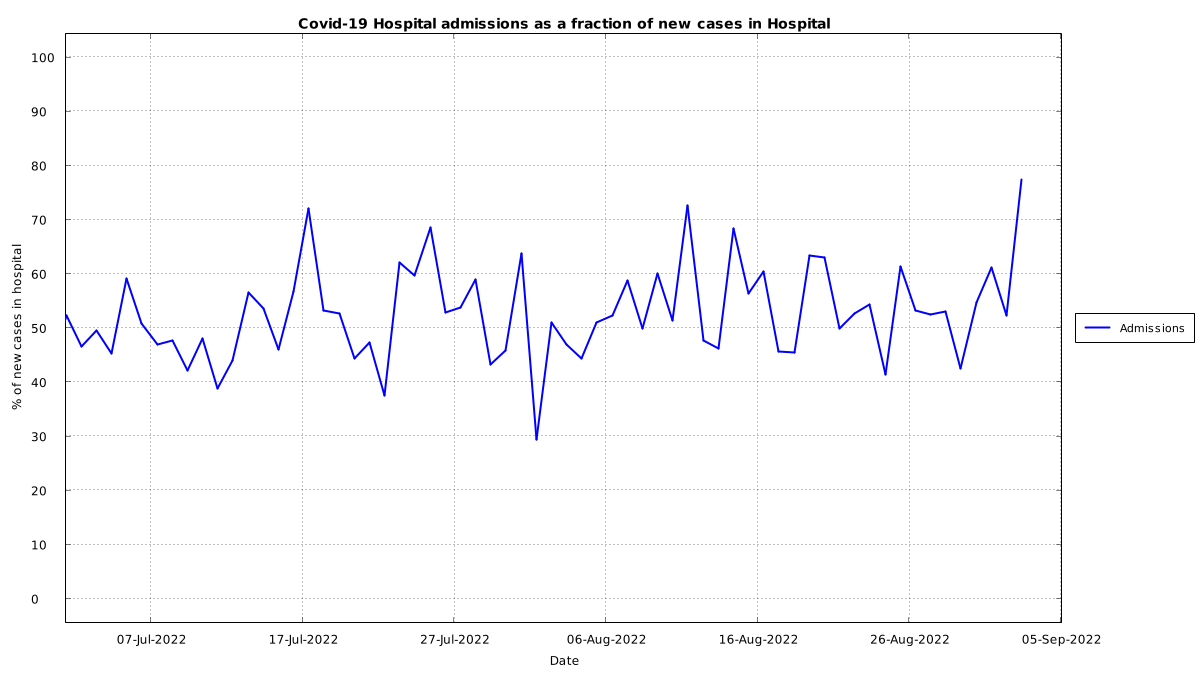 Covid-19 Hospital admissions as a fraction of new cases in Hospital
100
90
80
70
60
50
40
30
20
10
0
% of new cases in hospital
Admissions
07-Jul-2022
17-Jul-2022
27-Jul-2022
06-Aug-2022
16-Aug-2022
26-Aug-2022
05-Sep-2022
Date